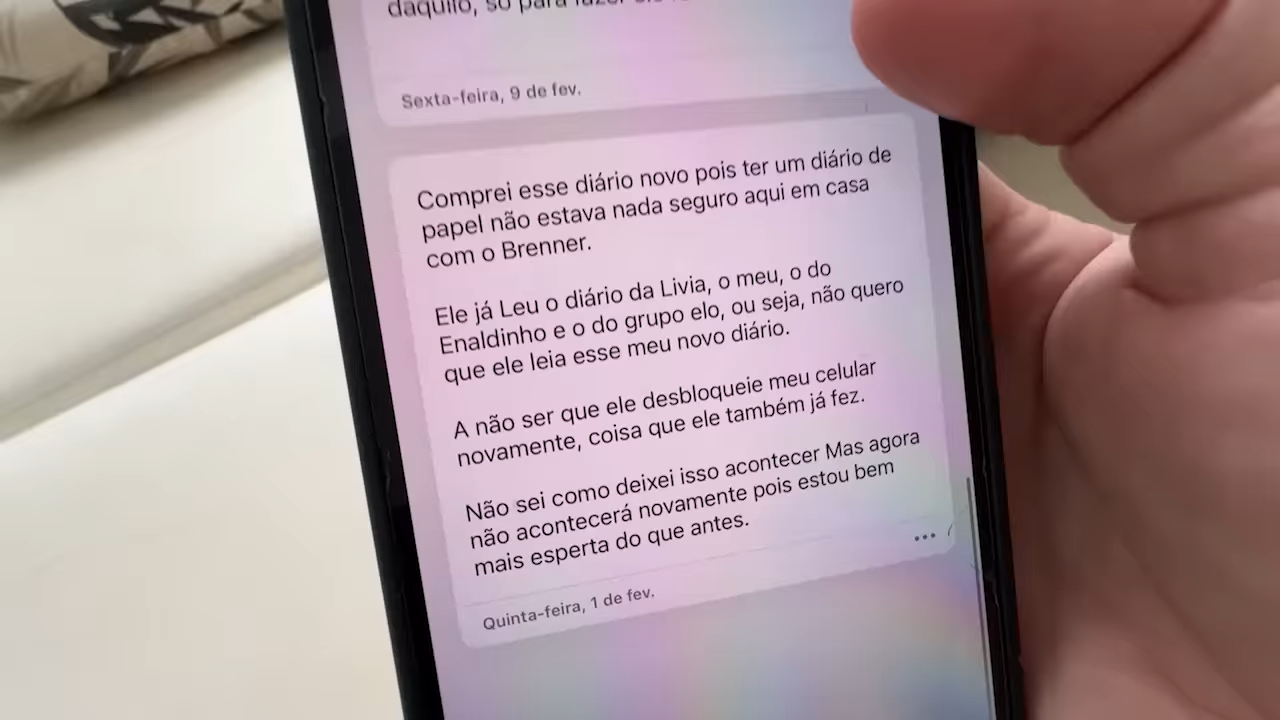 daquilo, só para fazer
Sexta-feira, 9 de fev.
Comprei esse diário novo pois ter um diário de
papel não estava nada seguro aqui em casa
com o Brenner.
Ele já Leu o diário da Livia, o meu, o do
Enaldinho e o do grupo elo, ou seja, não quero
que ele leia esse meu novo diário.
A não ser que ele desbloqueie meu celular
novamente, coisa que ele também já fez.
Não sei como deixei isso acontecer Mas agora
não acontecerá novamente pois estou bem
mais esperta do que antes.
Quinta-feira, 1 de fev.